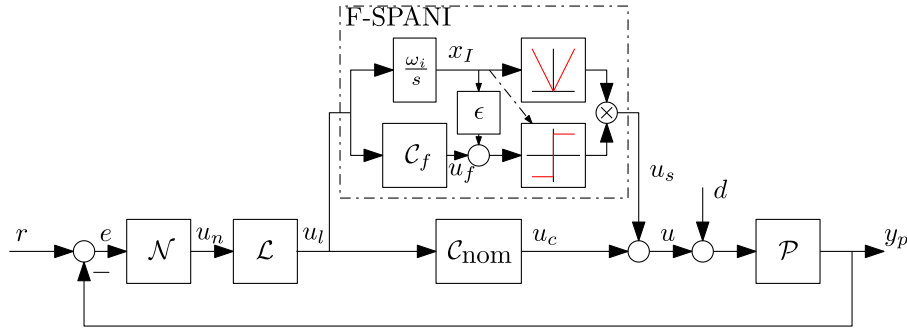 F-SPANI
ω_i/s
x_I
ϵ
C_f
u_f
×
u_s
d
r
e
−
N
u_n
L
u_l
C_nom
u_c
u
P
y_p